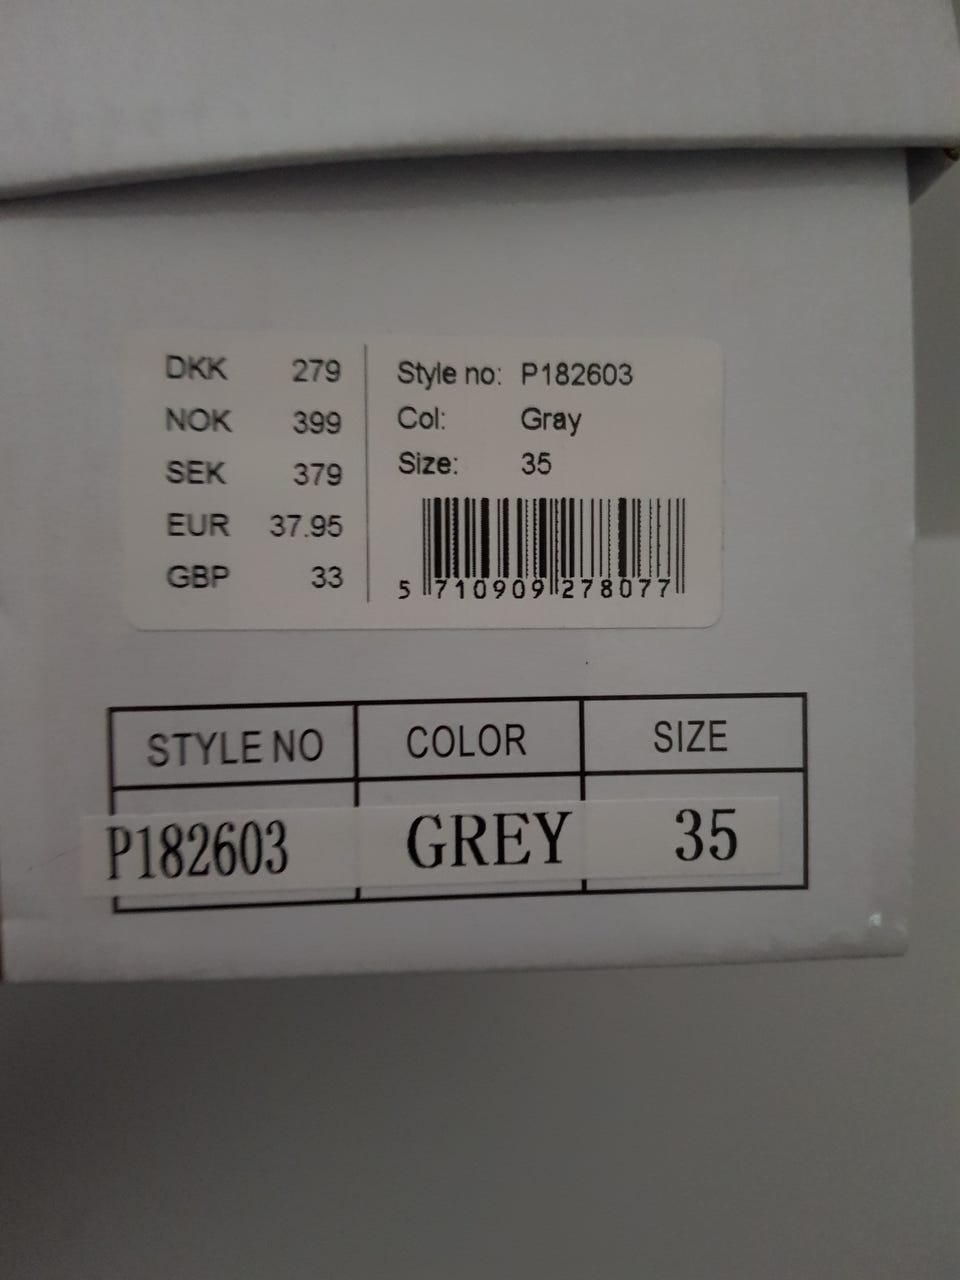 DKK 279
NOK 399
SEK 379
EUR 37.95
GBP 33
Style no: P182603
Col: Gray
Size: 35
5 710909 278077
STYLE NO COLOR SIZE
P182603 GREY 35